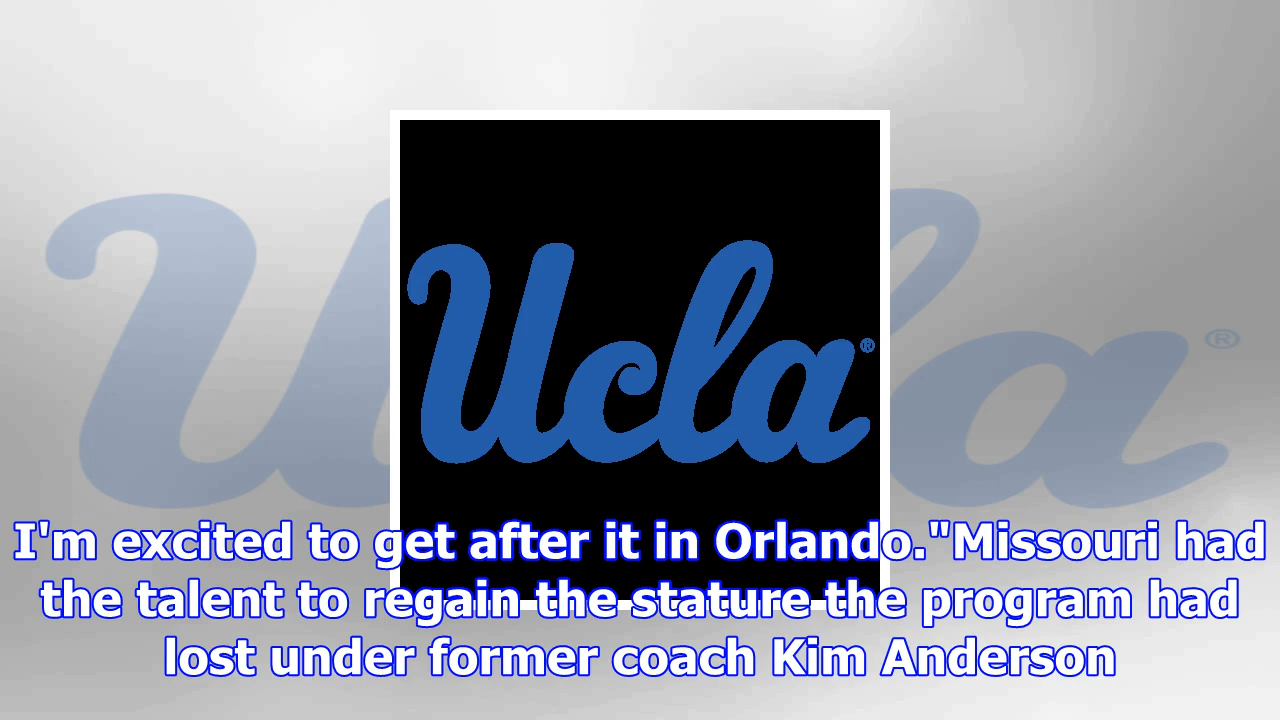 Ucla®
I'm excited to get after it in Orlando."Missouri had
the talent to regain the stature the program had
lost under former coach Kim Anderson